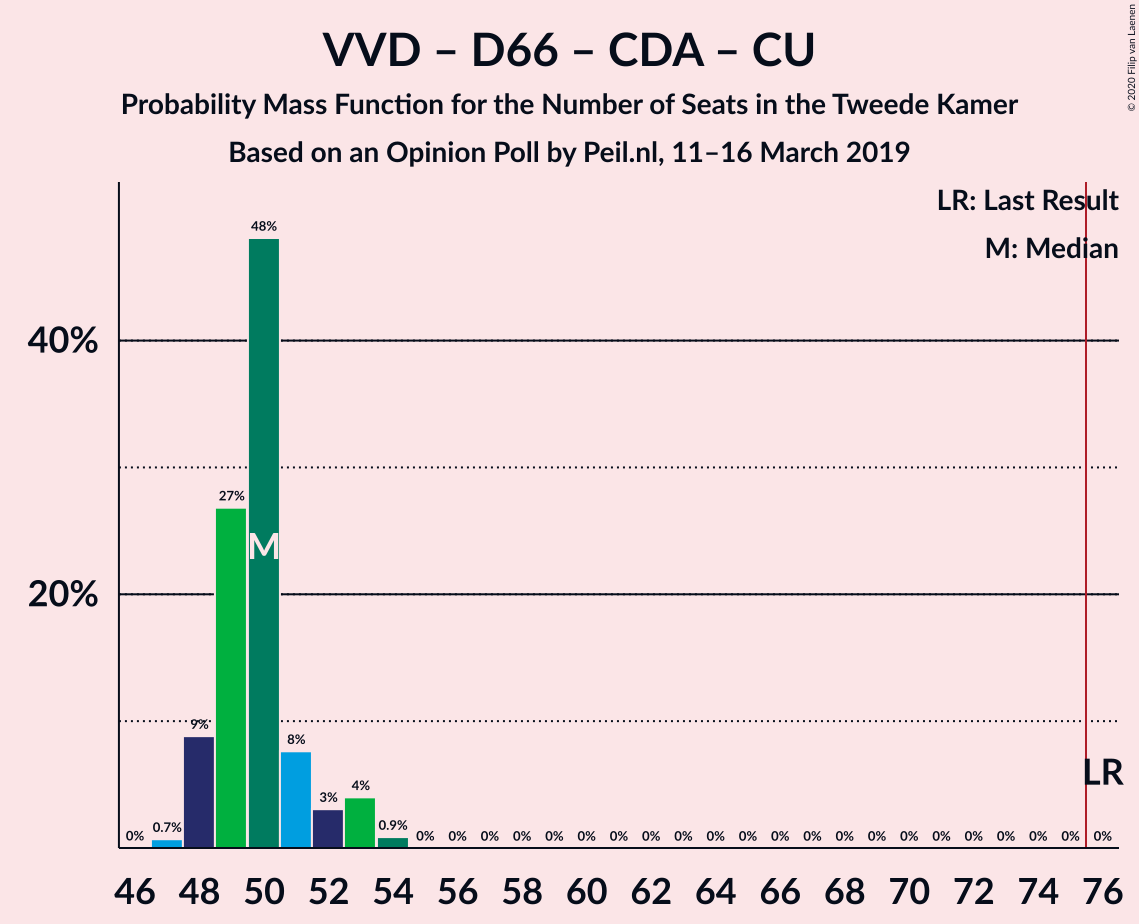 VVD – D66 – CDA – CU
Probability Mass Function for the Number of Seats in the Tweede Kamer
Based on an Opinion Poll by Peil.nl, 11–16 March 2019
© 2020 Filip van Laenen
LR: Last Result
M: Median
48%
40%
27%
M
20%
9%
8%
LR
4%
3%
0% 0.7% 0.9% 0% 0% 0% 0% 0% 0% 0% 0% 0% 0% 0% 0% 0% 0% 0% 0% 0% 0% 0% 0% 0% 0%
46 48 50 52 54 56 58 60 62 64 66 68 70 72 74 76